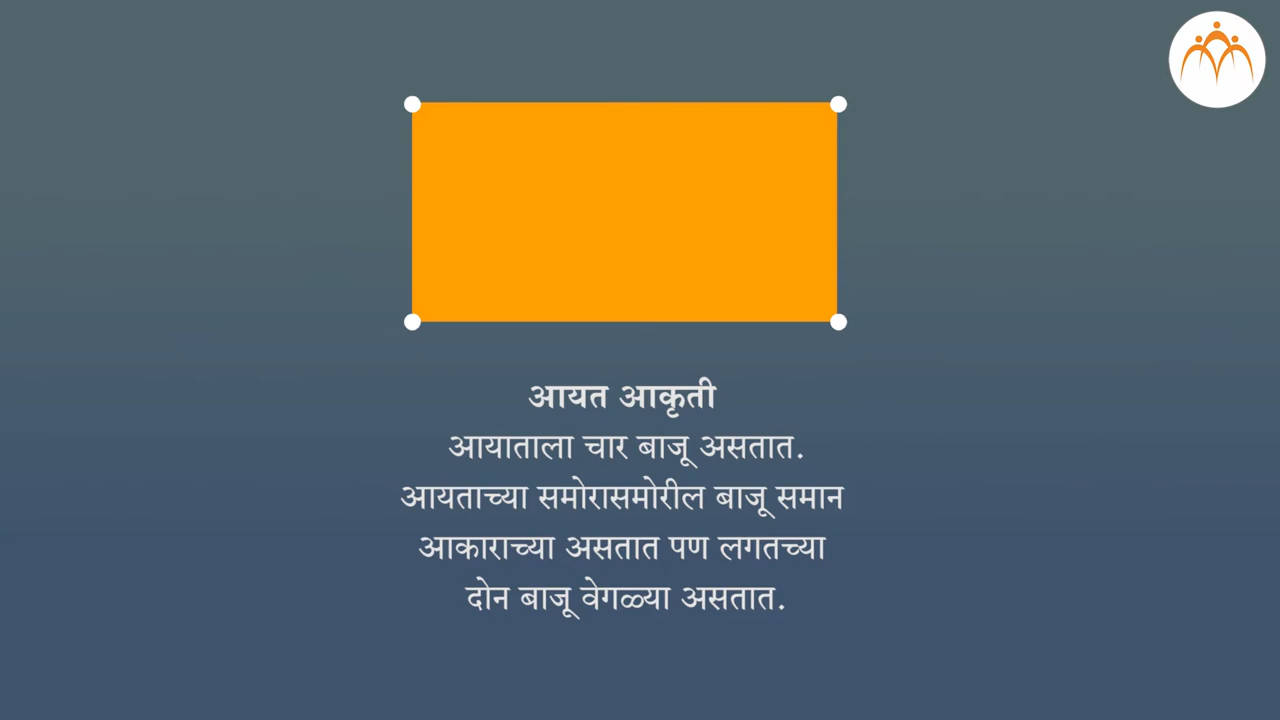 आयत आकृती
आयाताला चार बाजू असतात.
आयताच्या समोरासमोरील बाजू समान
आकाराच्या असतात पण लगतच्या
दोन बाजू वेगळ्या असतात.